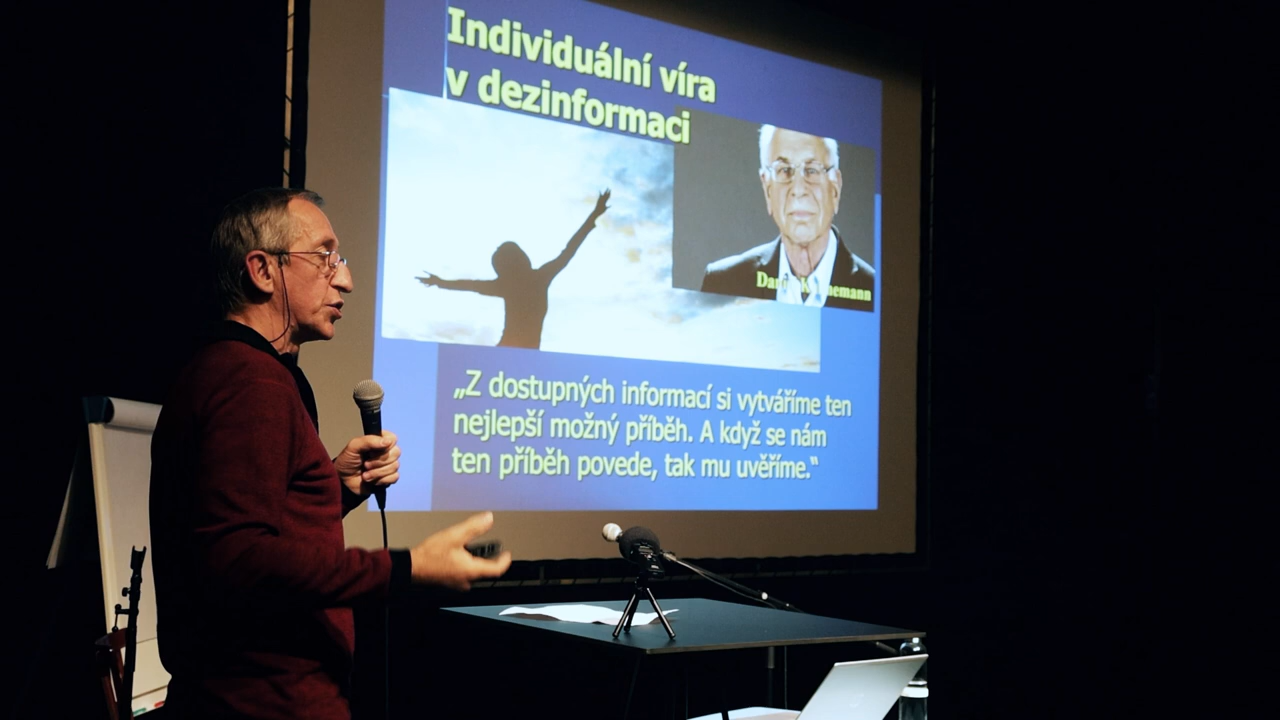 Individuální víra
v dezinformaci
„Z dostupných informací si vytváříme ten
nejlepší možný příběh. A když se nám
ten příběh povede, tak mu uvěříme.“